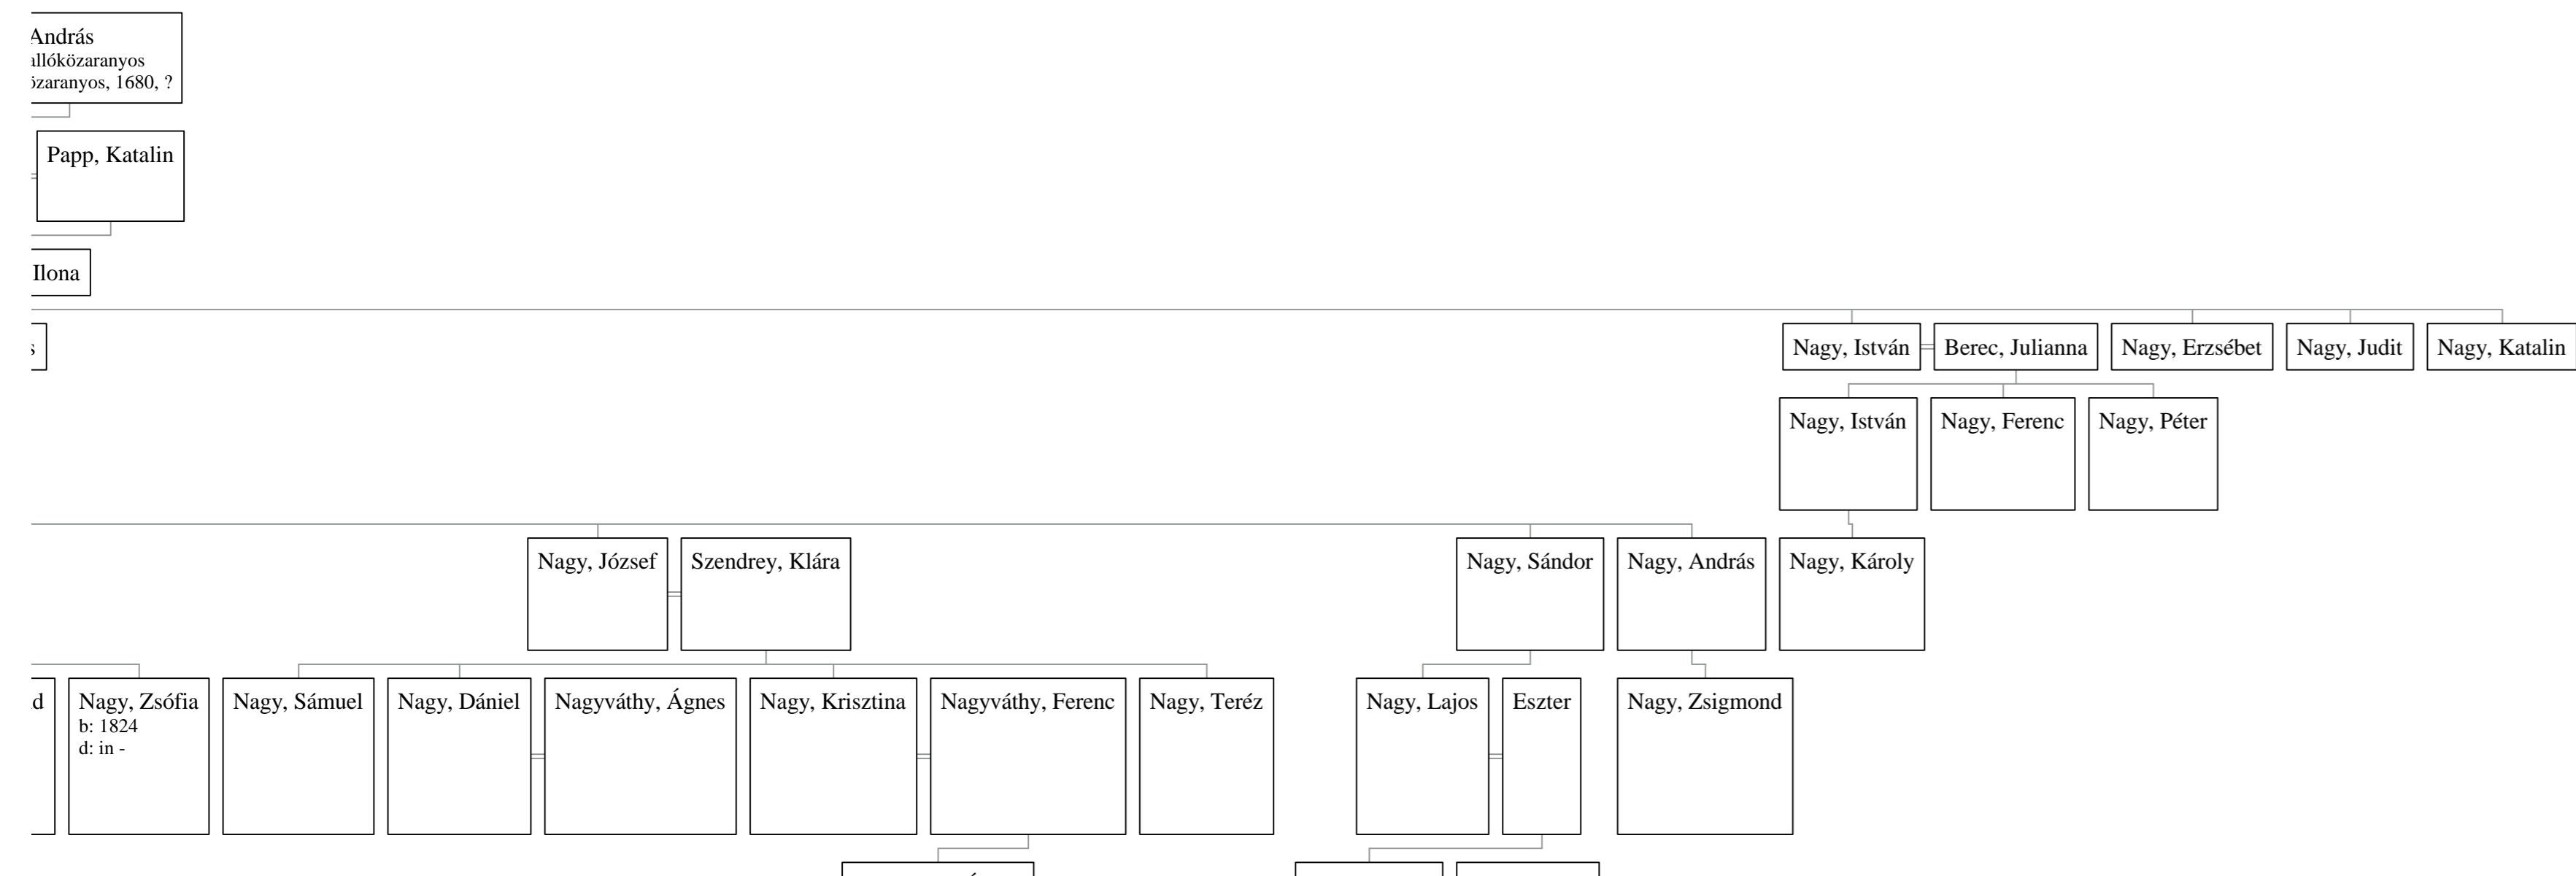 András
allóközaranyos
özaranyos, 1680, ?
Papp, Katalin
Ilona
s
Nagy, István
Berec, Julianna
Nagy, Erzsébet
Nagy, Judit
Nagy, Katalin
Nagy, István
Nagy, Ferenc
Nagy, Péter
Nagy, József
Szendrey, Klára
Nagy, Sándor
Nagy, András
Nagy, Károly
d
Nagy, Zsófia
b: 1824
d: in -
Nagy, Sámuel
Nagy, Dániel
Nagyváthy, Ágnes
Nagy, Krisztina
Nagyváthy, Ferenc
Nagy, Teréz
Nagy, Lajos
Eszter
Nagy, Zsigmond